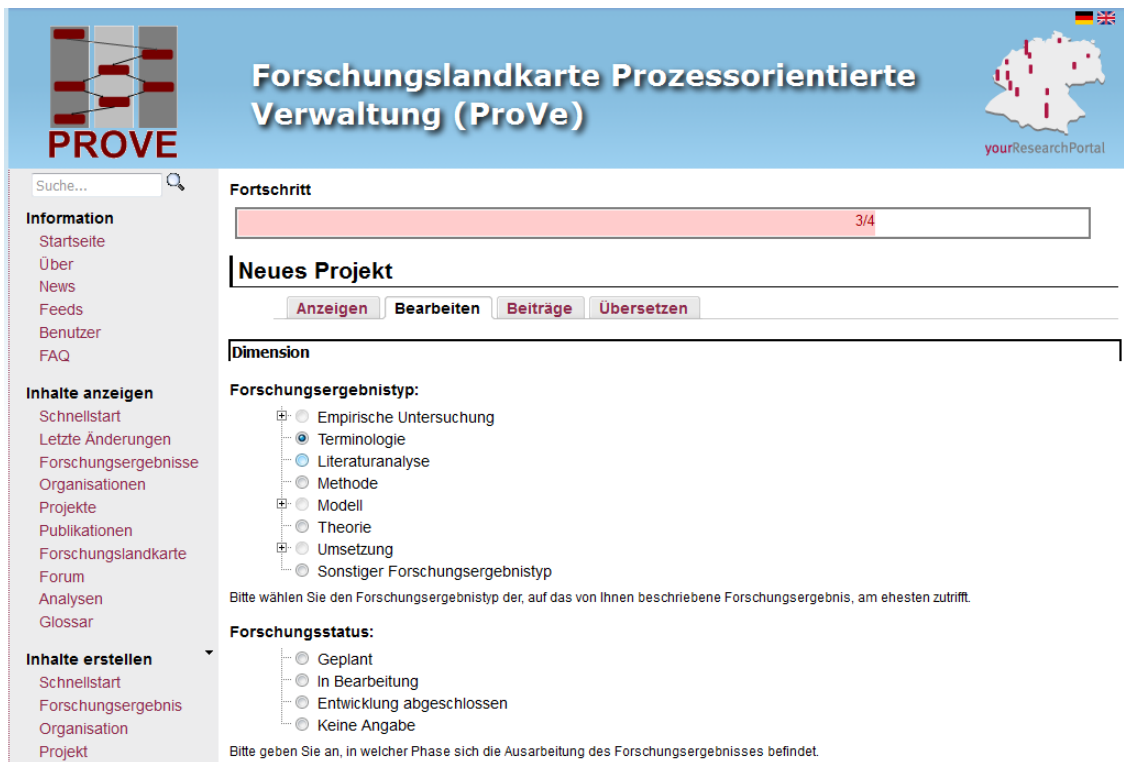 PROVE
Forschungslandkarte Prozessorientierte
Verwaltung (ProVe)
yourResearchPortal
Suche...
Information
Startseite
Über
News
Feeds
Benutzer
FAQ
Inhalte anzeigen
Schnellstart
Letzte Änderungen
Forschungsergebnisse
Organisationen
Projekte
Publikationen
Forschungslandkarte
Forum
Analysen
Glossar
Inhalte erstellen
Schnellstart
Forschungsergebnis
Organisation
Projekt
Fortschritt
3/4
Neues Projekt
Anzeigen Bearbeiten Beiträge Übersetzen
Dimension
Forschungsergebnistyp:
Empirische Untersuchung
Terminologie
Literaturanalyse
Methode
Modell
Theorie
Umsetzung
Sonstiger Forschungsergebnistyp
Bitte wählen Sie den Forschungsergebnistyp der, auf das von Ihnen beschriebene Forschungsergebnis, am ehesten zutrifft.
Forschungsstatus:
Geplant
In Bearbeitung
Entwicklung abgeschlossen
Keine Angabe
Bitte geben Sie an, in welcher Phase sich die Ausarbeitung des Forschungsergebnisses befindet.